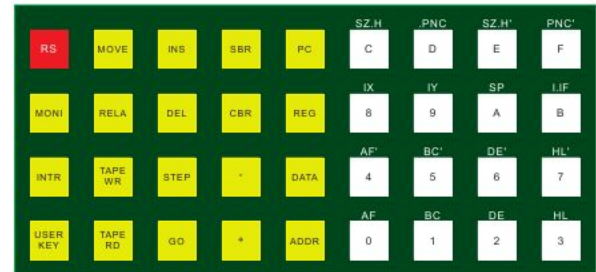 SZ.H .PNC SZ.H' PNC'
RS MOVE INS SBR PC C D E F
IX IY SP I.IF
MONI RELA DEL CBR REG 8 9 A B
AF' BC' DE' HL'
INTR TAPE WR STEP - DATA 4 5 6 7
AF BC DE HL
USER KEY TAPE RD GO + ADDR 0 1 2 3